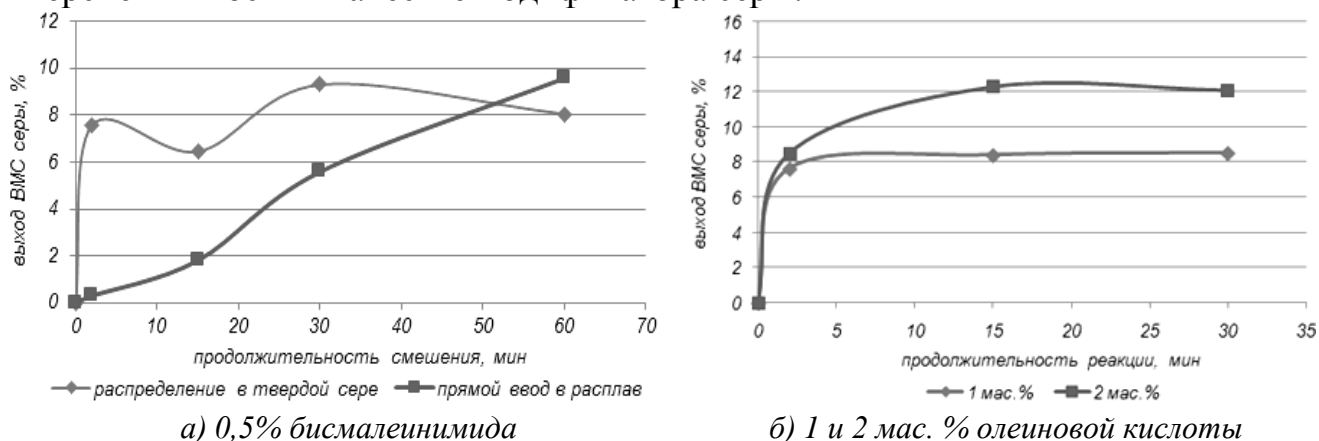 12
10
8
6
4
2
0
выход ВМС серы, %
0 10 20 30 40 50 60 70
продолжительность смешения, мин
распределение в твердой сере прямой ввод в расплав
а) 0,5% бисмалеинимида
16
14
12
10
8
6
4
2
0
выход ВМС серы, %
0 5 10 15 20 25 30 35
продолжительность реакции, мин
1 мас.% 2 мас.%
б) 1 и 2 мас. % олеиновой кислоты